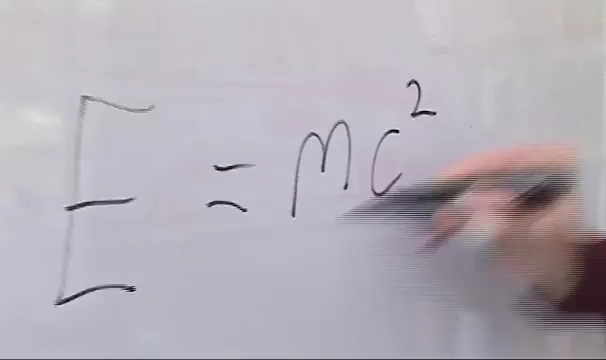 E = mc²